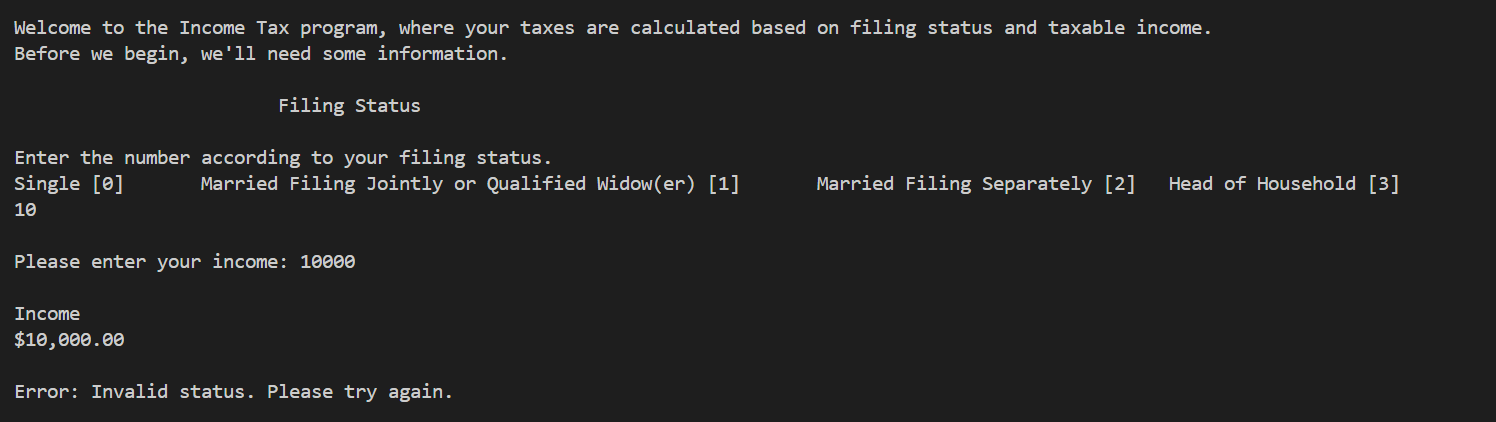 Welcome to the Income Tax program, where your taxes are calculated based on filing status and taxable income.
Before we begin, we'll need some information.
Filing Status
Enter the number according to your filing status.
Single [0]       Married Filing Jointly or Qualified Widow(er) [1]       Married Filing Separately [2]   Head of Household [3]
10
Please enter your income: 10000
Income
$10,000.00
Error: Invalid status. Please try again.